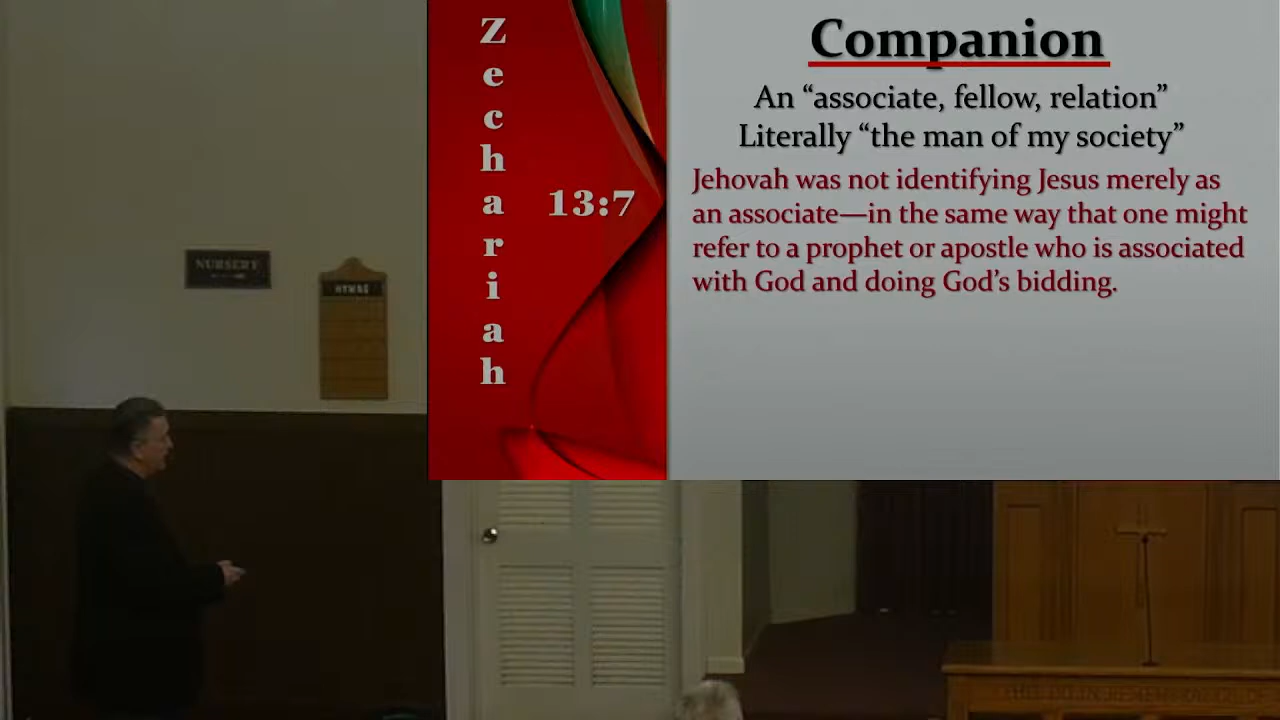 Zechariah
13:7
Companion
An “associate, fellow, relation”
Literally “the man of my society”
Jehovah was not identifying Jesus merely as
an associate—in the same way that one might
refer to a prophet or apostle who is associated
with God and doing God’s bidding.
NURSERY
HYMNS